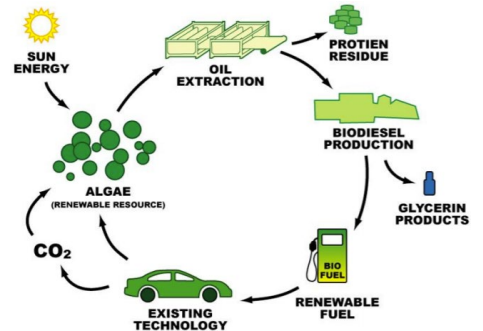 SUN
ENERGY
OIL
EXTRACTION
PROTIEN
RESIDUE
BIODIESEL
PRODUCTION
ALGAE
(RENEWABLE RESOURCE)
GLYCERIN
PRODUCTS
CO2
BIO
FUEL
RENEWABLE
FUEL
EXISTING
TECHNOLOGY